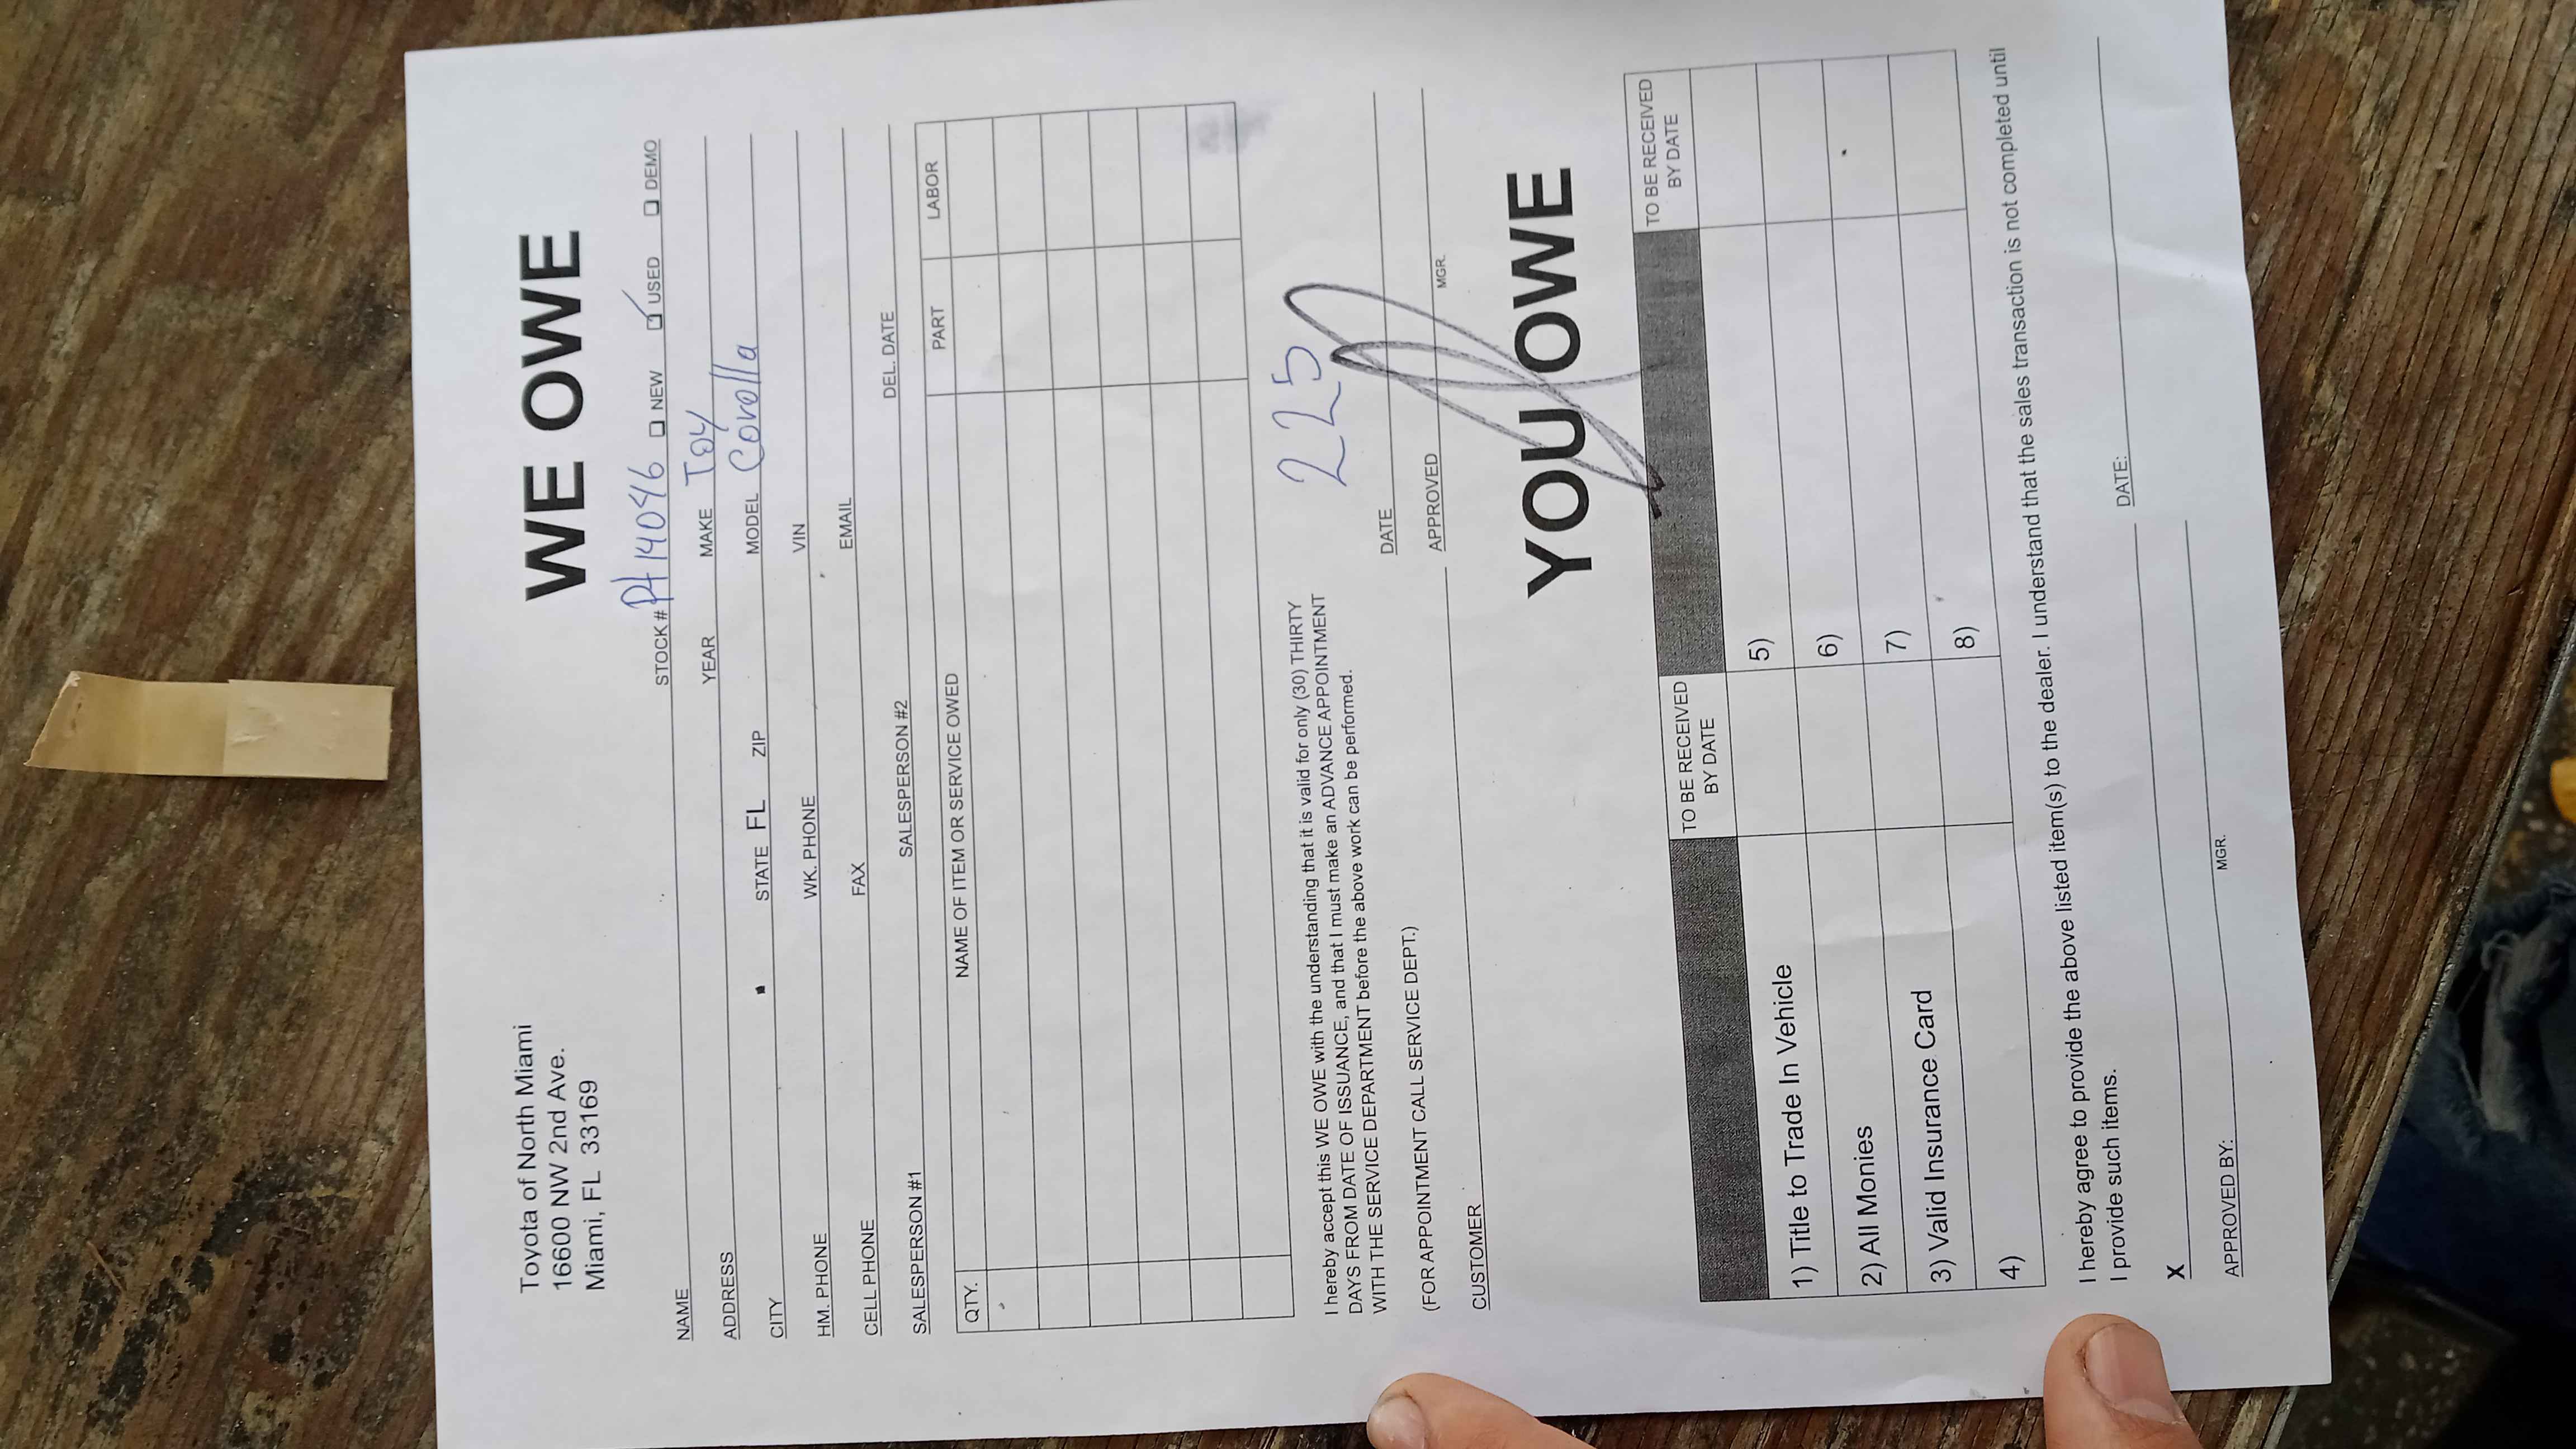 Toyota of North Miami
16600 NW 2nd Ave.
Miami, FL 33169
WE OWE
STOCK # ☐ NEW ☑ USED ☐ DEMO
NAME YEAR MAKE Toy
ADDRESS MODEL Corolla
CITY STATE FL ZIP VIN
HM. PHONE WK. PHONE EMAIL
CELL PHONE FAX
SALESPERSON #1 SALESPERSON #2 DEL. DATE
QTY. NAME OF ITEM OR SERVICE OWED PART LABOR
I hereby accept this WE OWE with the understanding that it is valid for only (30) THIRTY
DAYS FROM DATE OF ISSUANCE, and that I must make an ADVANCE APPOINTMENT
WITH THE SERVICE DEPARTMENT before the above work can be performed.
225
DATE
(FOR APPOINTMENT CALL SERVICE DEPT.)
APPROVED MGR.
CUSTOMER
YOU OWE
TO BE RECEIVED BY DATE TO BE RECEIVED BY DATE
1) Title to Trade In Vehicle 5)
2) All Monies 6)
3) Valid Insurance Card 7)
4) 8)
I hereby agree to provide the above listed item(s) to the dealer. I understand that the sales transaction is not completed until
I provide such items.
X DATE:
APPROVED BY: MGR.